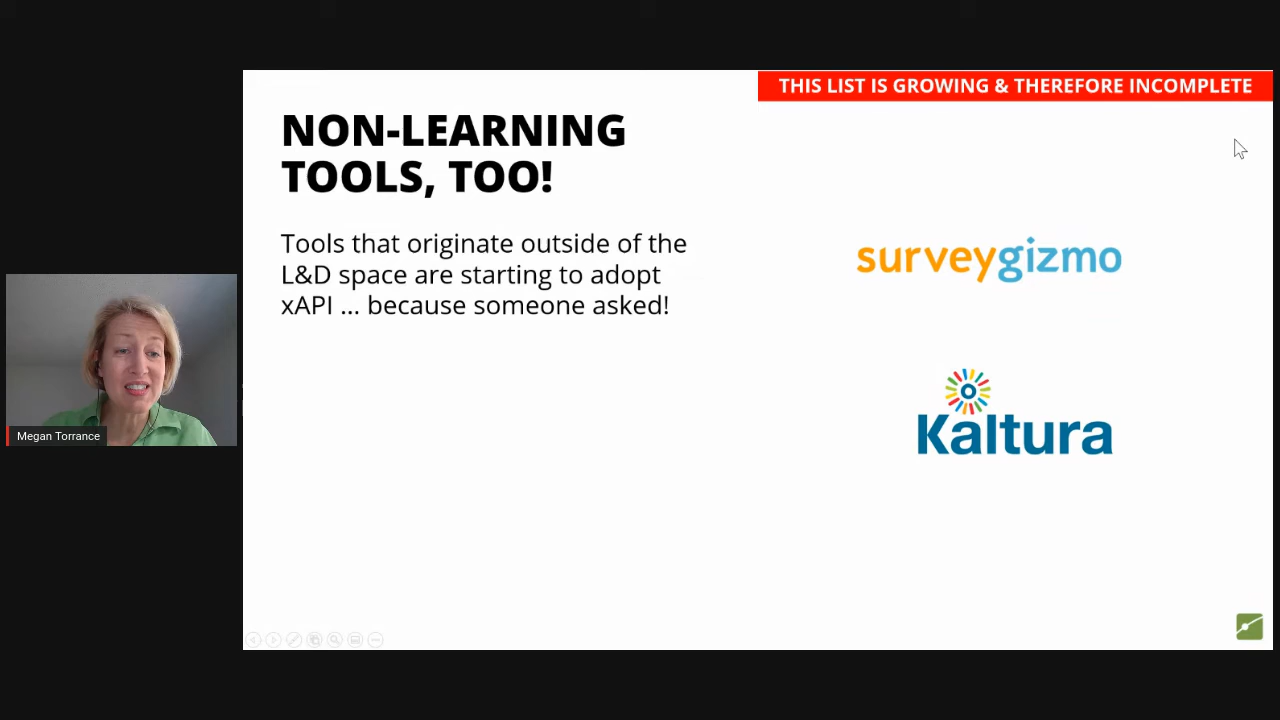 THIS LIST IS GROWING & THEREFORE INCOMPLETE
NON-LEARNING
TOOLS, TOO!
Tools that originate outside of the
L&D space are starting to adopt
xAPI ... because someone asked!
surveygizmo
Kaltura
Megan Torrance